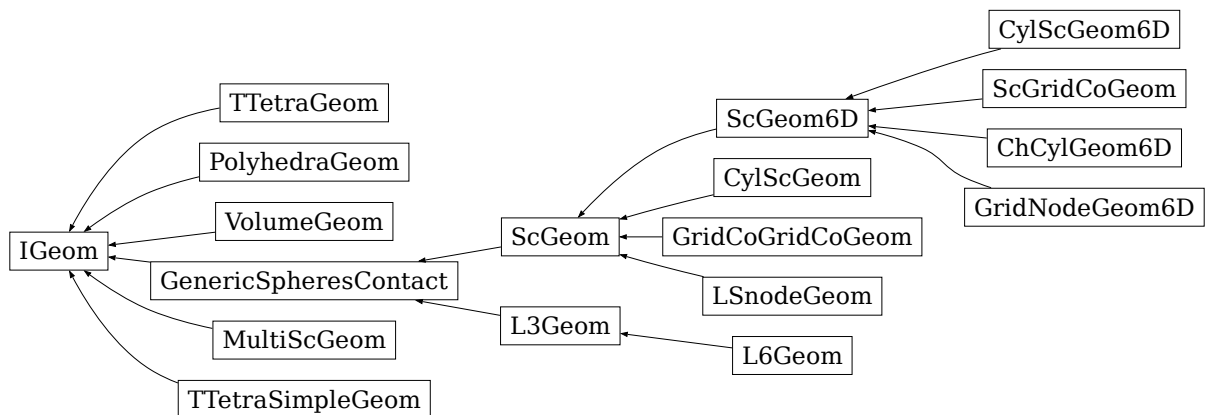 CylScGeom6D
ScGridCoGeom
TTetraGeom
ScGeom6D
ChCylGeom6D
PolyhedraGeom
CylScGeom
GridNodeGeom6D
VolumeGeom
IGeom
ScGeom
GridCoGridCoGeom
GenericSpheresContact
LSnodeGeom
MultiScGeom
L3Geom
L6Geom
TTetraSimpleGeom